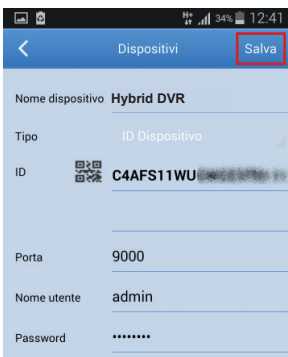 34% 12:41
Dispositivi Salva
Nome dispositivo Hybrid DVR
Tipo ID Dispositivo
ID C4AFS11WU
Porta 9000
Nome utente admin
Password ••••••••